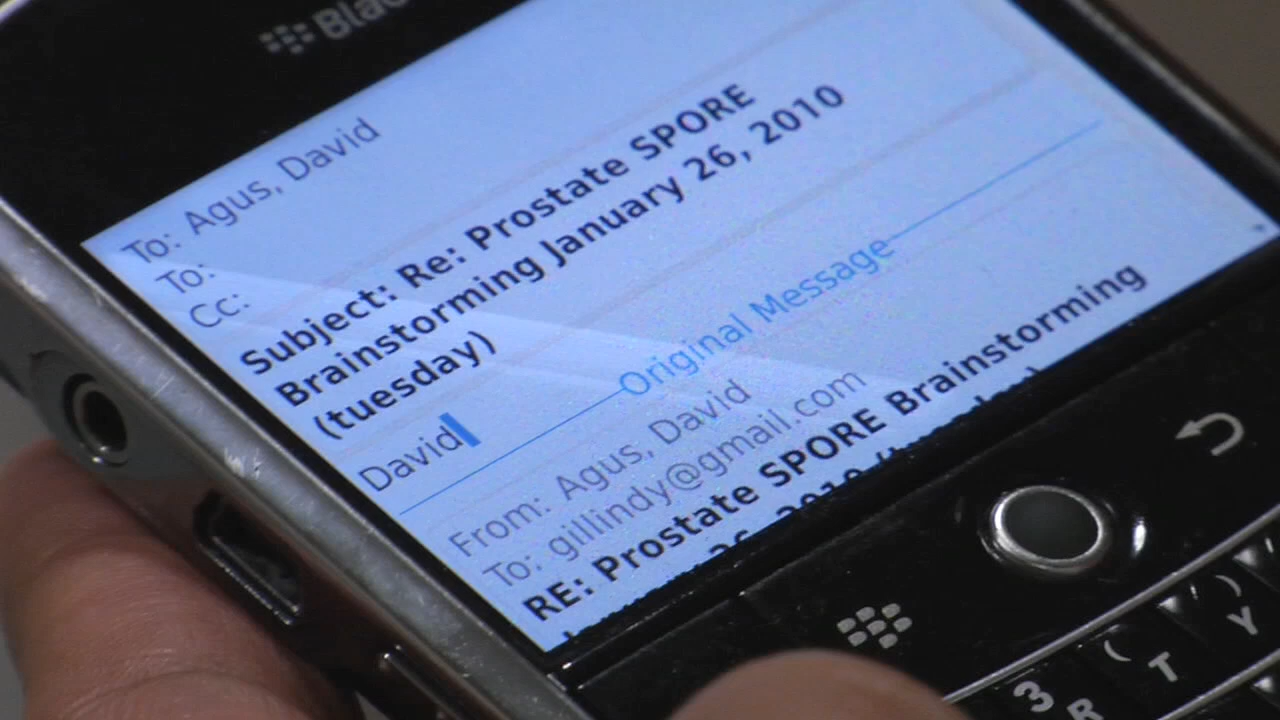 To: Agus, David
To:
Cc:
Subject: Re: Prostate SPORE
Brainstorming January 26, 2010
(tuesday)
David
Original Message
From: Agus, David
To: gillindy@gmail.com
RE: Prostate SPORE Brainstorming
3
R
(
T
)
Y